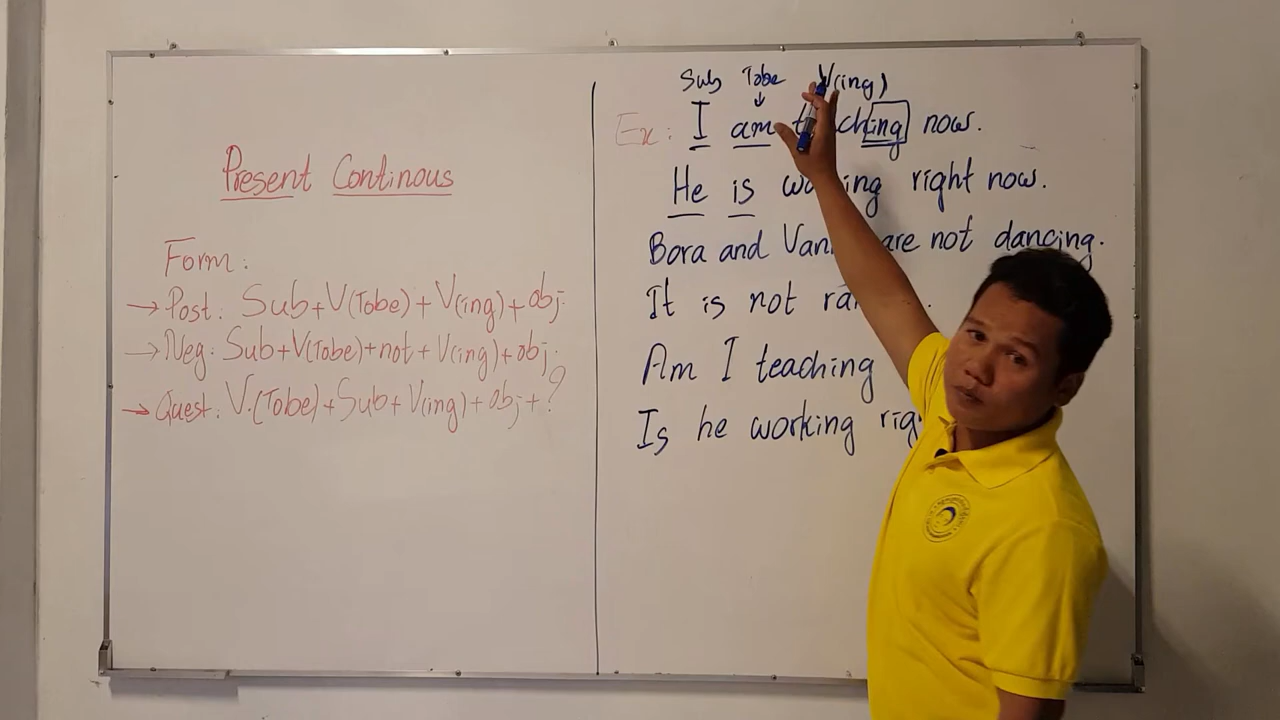 Present Continous
Form:
→ Post: Sub+V(Tobe)+V(ing)+obj.
→ Neg: Sub+V(Tobe)+not+V(ing)+obj.
→ Quest: V.(Tobe)+Sub+V(ing)+obj+?
Sub Tobe V(ing)
Ex: I am now.
He is right now.
Bora and are not dancing.
It is not
Am I teaching
Is he working